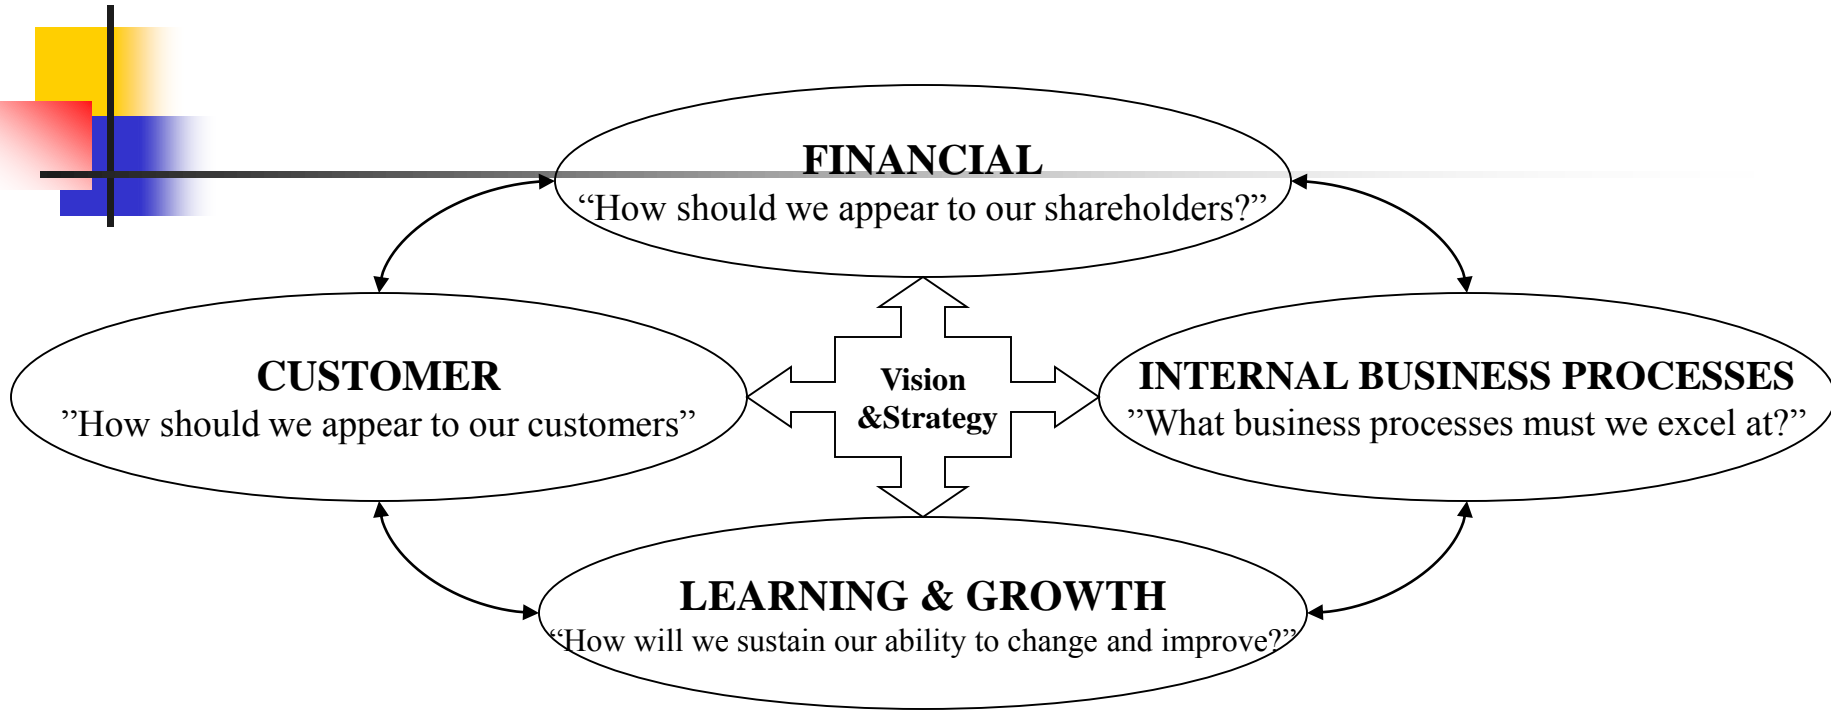 FINANCIAL
“How should we appear to our shareholders?”
CUSTOMER
”How should we appear to our customers”
Vision
&Strategy
INTERNAL BUSINESS PROCESSES
”What business processes must we excel at?”
LEARNING & GROWTH
“How will we sustain our ability to change and improve?”